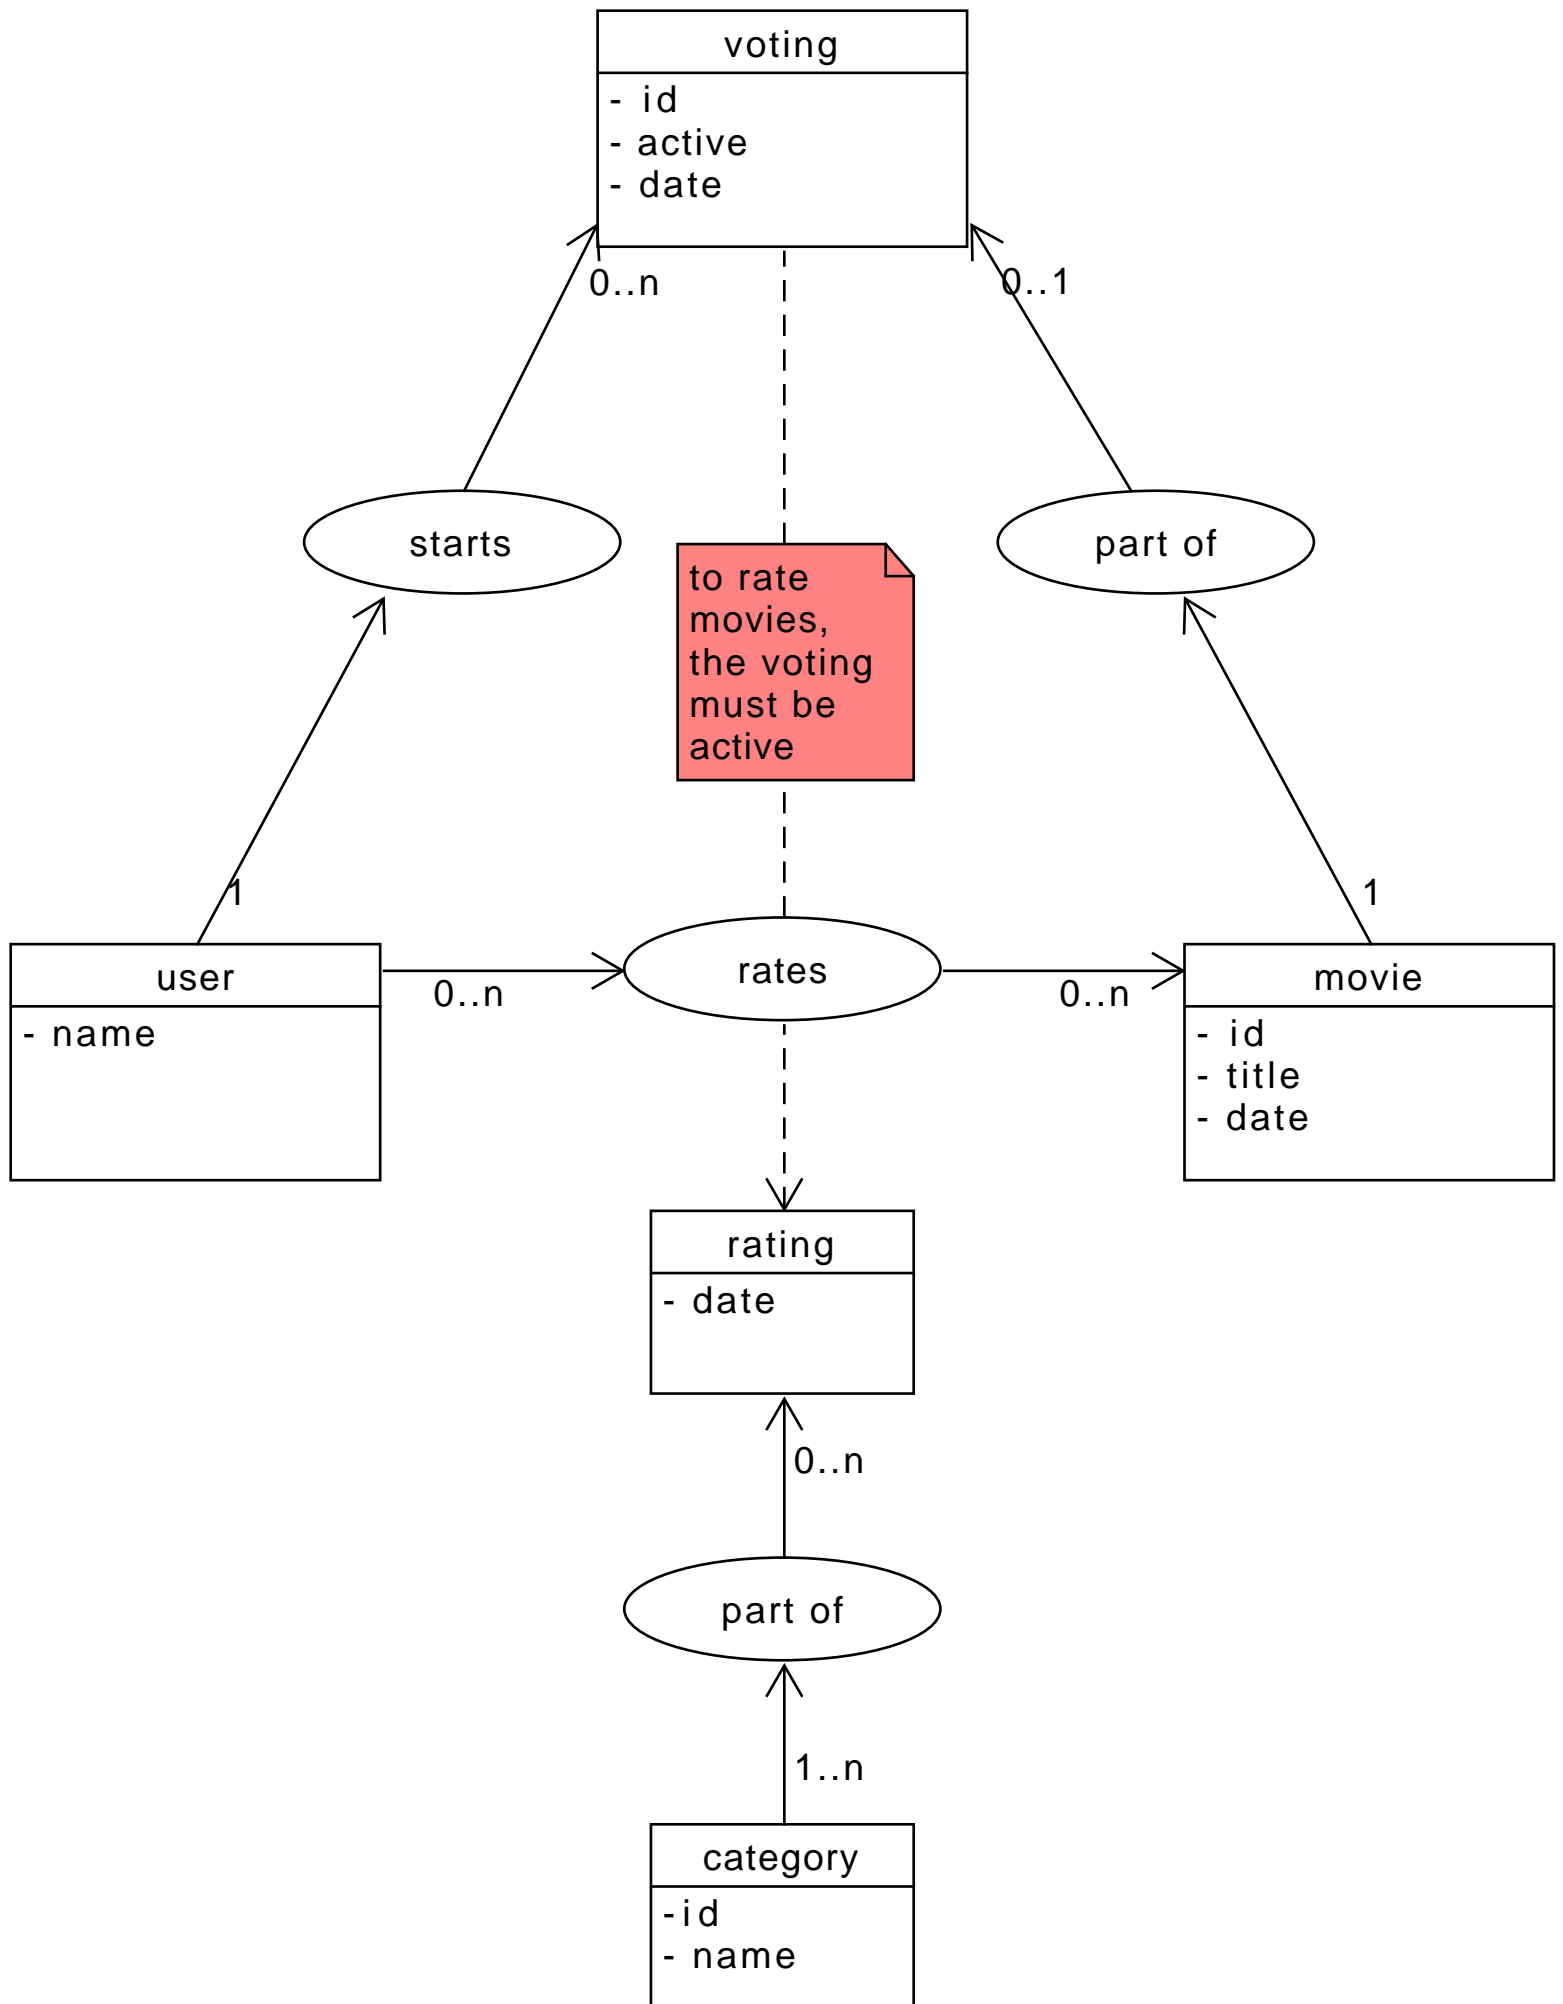 voting
- id
- active
- date
0..n
0..1
starts
part of
to rate
movies,
the voting
must be
active
1
1
user
- name
0..n
rates
0..n
movie
- id
- title
- date
rating
- date
0..n
part of
1..n
category
-id
- name